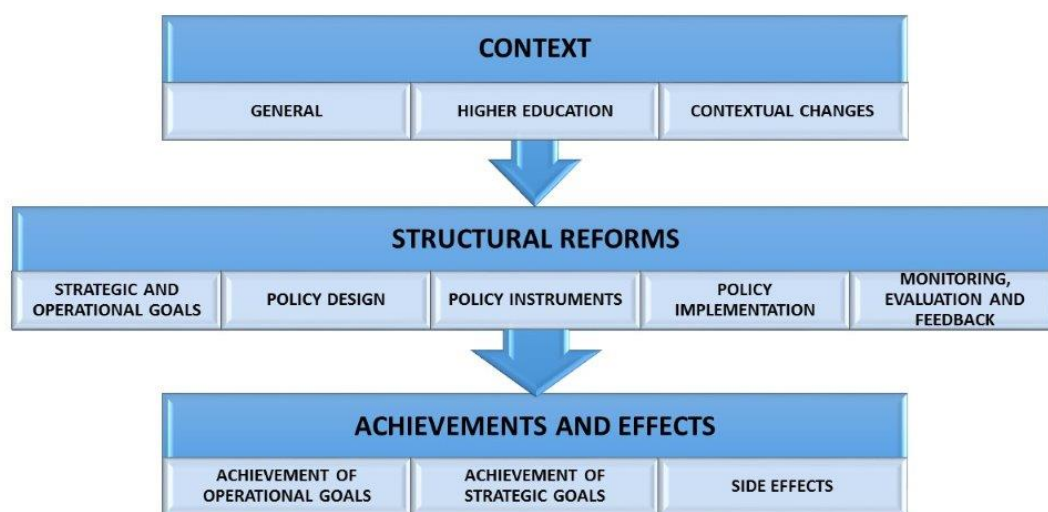 CONTEXT
GENERAL
HIGHER EDUCATION
CONTEXTUAL CHANGES
STRUCTURAL REFORMS
STRATEGIC AND
OPERATIONAL GOALS
POLICY DESIGN
POLICY INSTRUMENTS
POLICY
IMPLEMENTATION
MONITORING,
EVALUATION AND
FEEDBACK
ACHIEVEMENTS AND EFFECTS
ACHIEVEMENT OF
OPERATIONAL GOALS
ACHIEVEMENT OF
STRATEGIC GOALS
SIDE EFFECTS